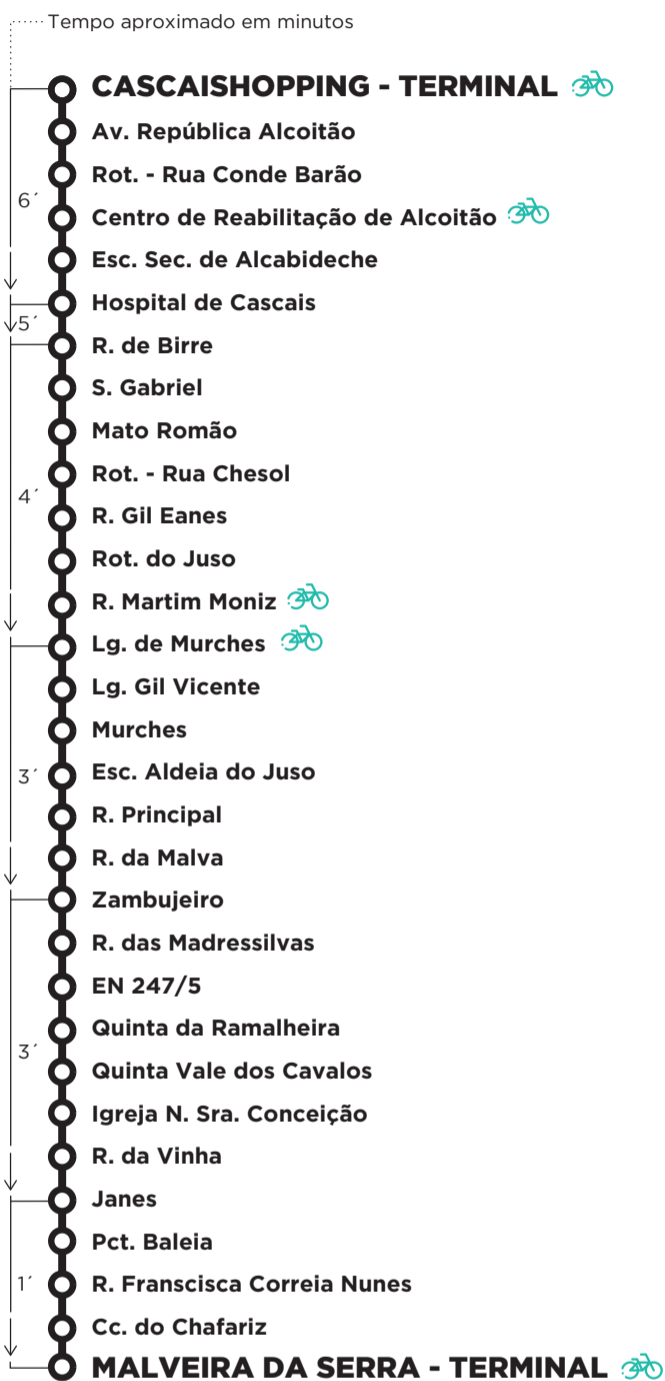 Tempo aproximado em minutos
CASCAISHOPPING - TERMINAL
Av. República Alcoitão
Rot. - Rua Conde Barão
6´
Centro de Reabilitação de Alcoitão
Esc. Sec. de Alcabideche
Hospital de Cascais
5´
R. de Birre
S. Gabriel
Mato Romão
Rot. - Rua Chesol
4´
R. Gil Eanes
Rot. do Juso
R. Martim Moniz
Lg. de Murches
Lg. Gil Vicente
Murches
3´
Esc. Aldeia do Juso
R. Principal
R. da Malva
Zambujeiro
R. das Madressilvas
EN 247/5
Quinta da Ramalheira
3´
Quinta Vale dos Cavalos
Igreja N. Sra. Conceição
R. da Vinha
Janes
Pct. Baleia
1´
R. Franscisca Correia Nunes
Cc. do Chafariz
MALVEIRA DA SERRA - TERMINAL